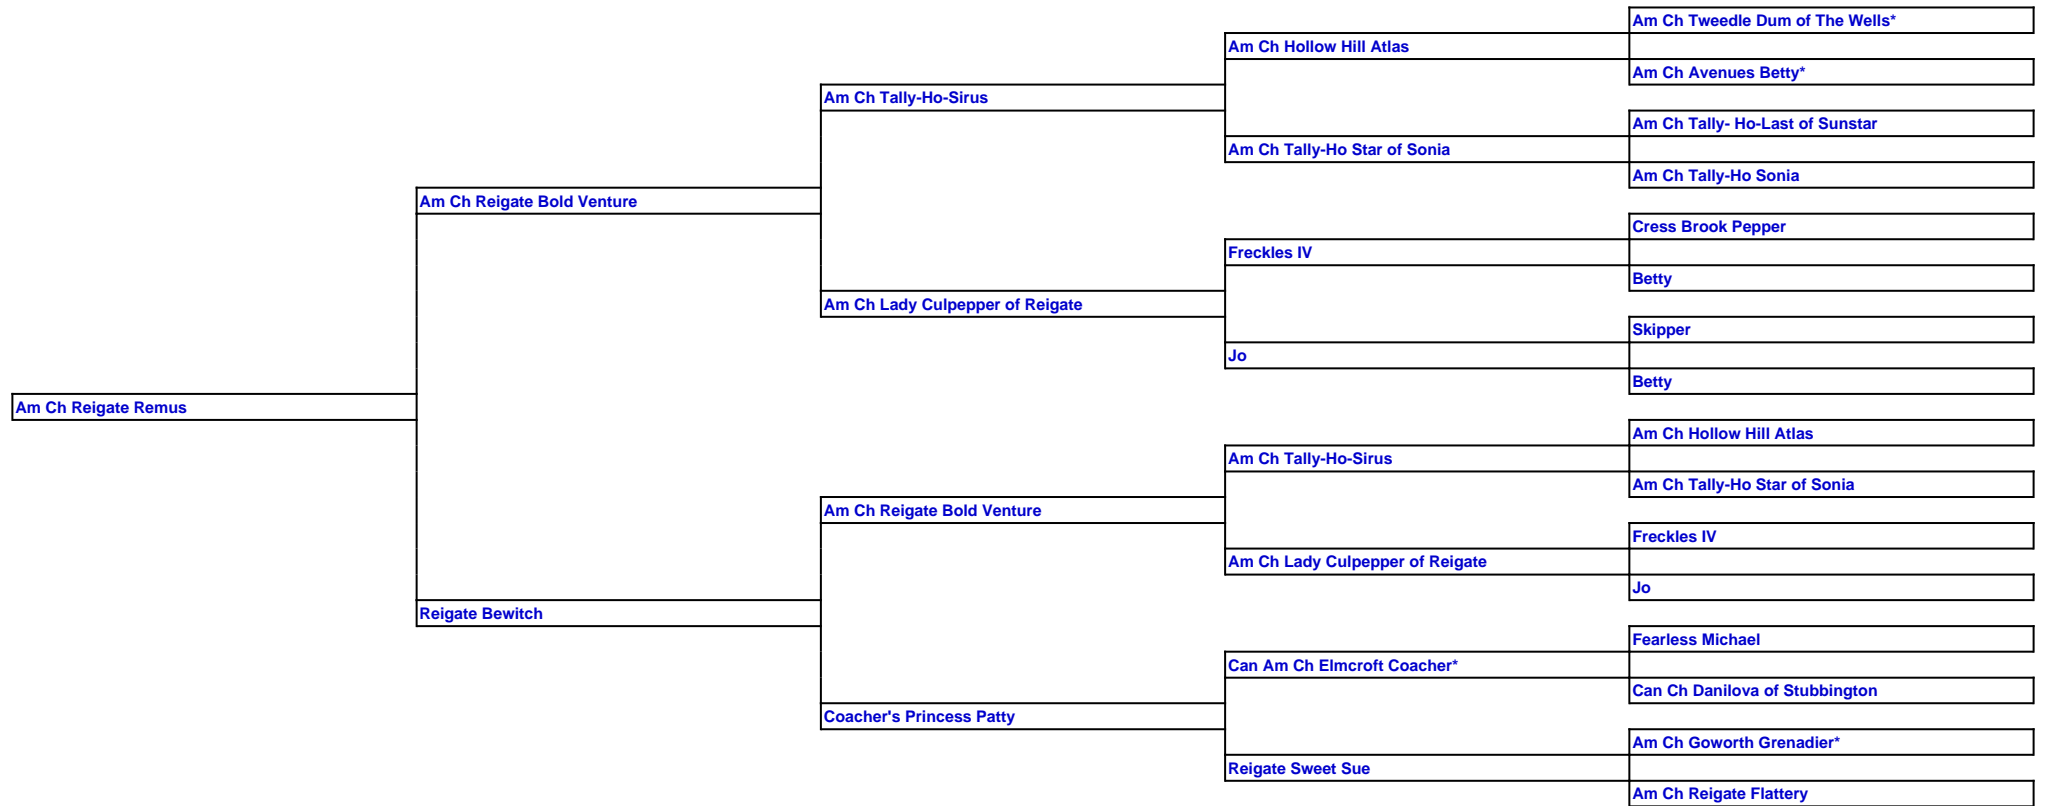 Am Ch Tweedle Dum of The Wells*
Am Ch Hollow Hill Atlas
Am Ch Avenues Betty*
Am Ch Tally-Ho-Sirus
Am Ch Tally- Ho-Last of Sunstar
Am Ch Tally-Ho Star of Sonia
Am Ch Tally-Ho Sonia
Am Ch Reigate Bold Venture
Cress Brook Pepper
Freckles IV
Betty
Am Ch Lady Culpepper of Reigate
Skipper
Jo
Betty
Am Ch Reigate Remus
Am Ch Hollow Hill Atlas
Am Ch Tally-Ho-Sirus
Am Ch Tally-Ho Star of Sonia
Am Ch Reigate Bold Venture
Freckles IV
Am Ch Lady Culpepper of Reigate
Jo
Reigate Bewitch
Fearless Michael
Can Am Ch Elmcroft Coacher*
Can Ch Danilova of Stubbington
Coacher's Princess Patty
Am Ch Goworth Grenadier*
Reigate Sweet Sue
Am Ch Reigate Flattery